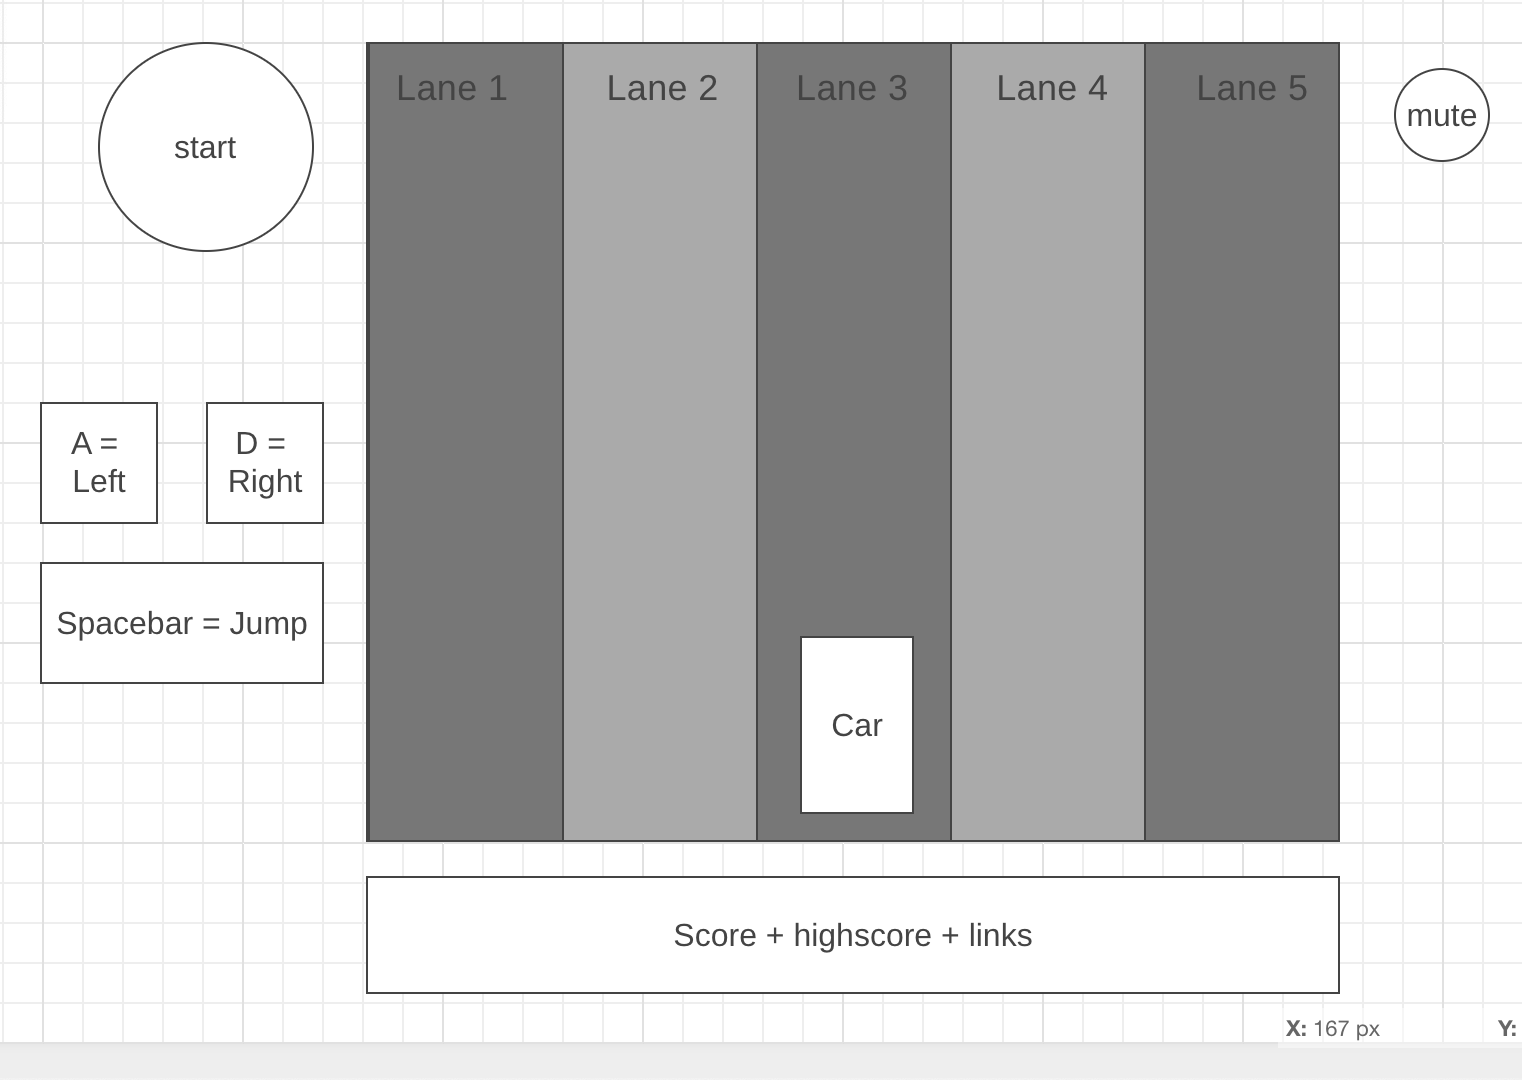 start
Lane 1
Lane 2
Lane 3
Lane 4
Lane 5
mute
A =
Left
D =
Right
Spacebar = Jump
Car
Score + highscore + links
X: 167 px
Y: